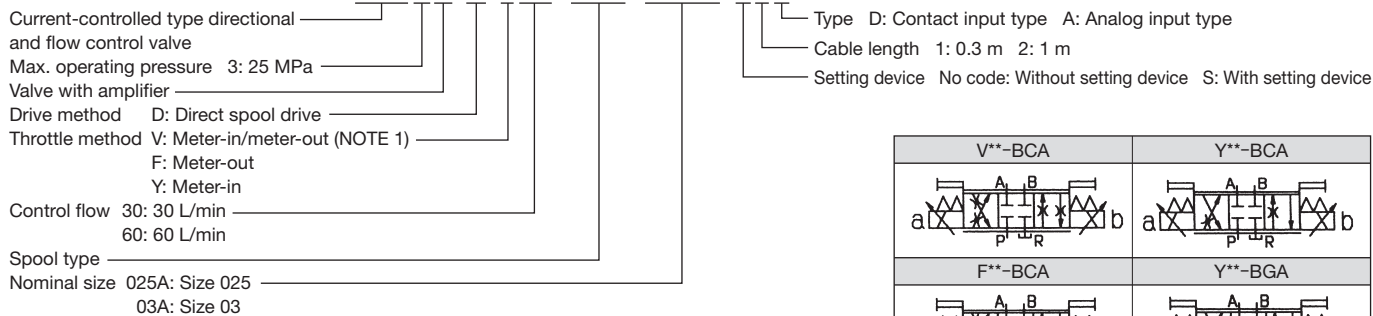 Current-controlled type directional
and flow control valve
Max. operating pressure 3: 25 MPa
Valve with amplifier
Drive method D: Direct spool drive
Throttle method V: Meter-in/meter-out (NOTE 1)
F: Meter-out
Y: Meter-in
Control flow 30: 30 L/min
60: 60 L/min
Spool type
Nominal size 025A: Size 025
03A: Size 03
Type D: Contact input type A: Analog input type
Cable length 1: 0.3 m 2: 1 m
Setting device No code: Without setting device S: With setting device
V**-BCA Y**-BCA
A B A B
a b a b
P R P R
F**-BCA Y**-BGA
A B A B